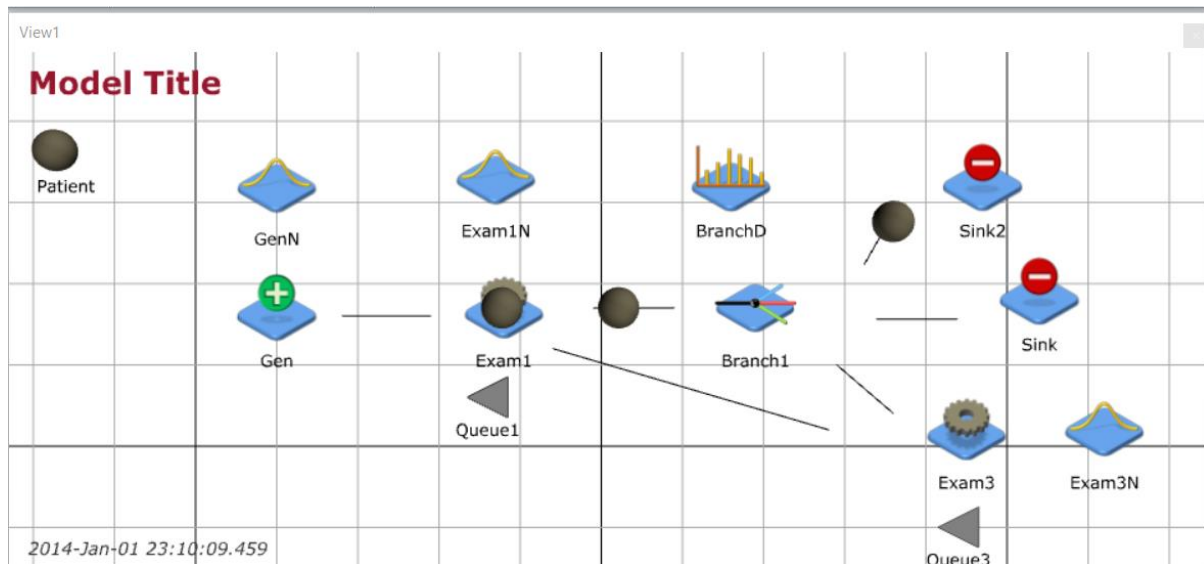 View1
Model Title
Patient
GenN
Exam1N
BranchD
Sink2
Gen
Exam1
Branch1
Sink
Queue1
Exam3
Exam3N
2014-Jan-01 23:10:09.459
Queue3